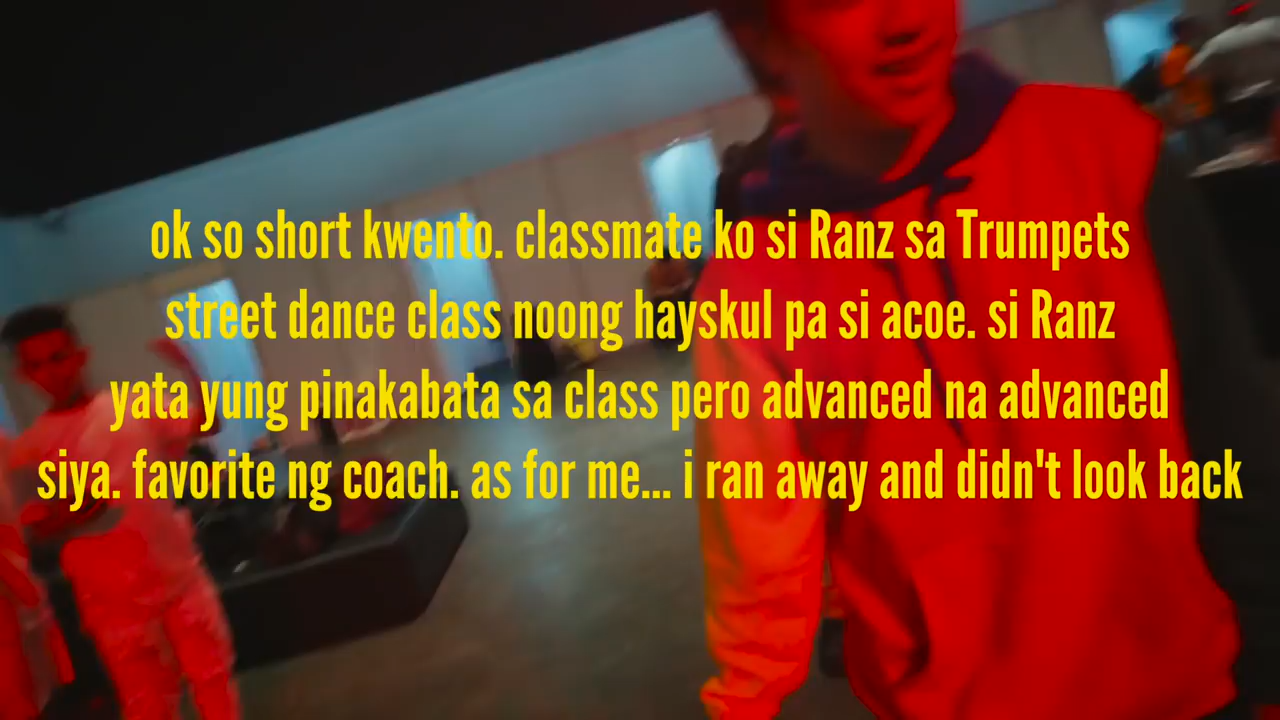 ok so short kwento. classmate ko si Ranz sa Trumpets
street dance class noong hayskul pa si acoe. si Ranz
yata yung pinakabata sa class pero advanced na advanced
siya. favorite ng coach. as for me... i ran away and didn't look back